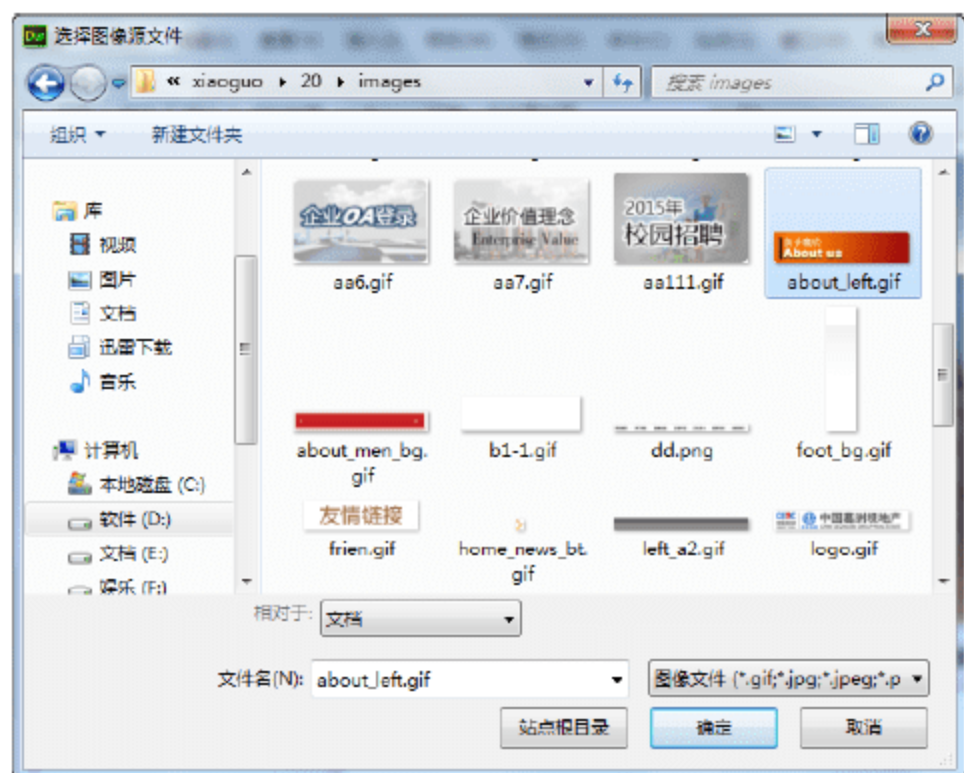 Dw 选择图像源文件
« xiaoguo ▸ 20 ▸ images
搜索 images
组织 新建文件夹
库
视频
图片
文档
迅雷下载
音乐
计算机
本地磁盘 (C:)
软件 (D:)
文档 (E:)
娱乐 (F:)
企业OA登录
aa6.gif
企业价值理念
Enterprise Value
aa7.gif
2015年
校园招聘
aa111.gif
关于我们
About us
about_left.gif
about_men_bg.
gif
b1-1.gif
dd.png
foot_bg.gif
友情链接
frien.gif
home_news_bt.
gif
left_a2.gif
logo.gif
相对于: 文档
文件名(N): about_left.gif
图像文件 (*.gif;*.jpg;*.jpeg;*.p
站点根目录 确定 取消